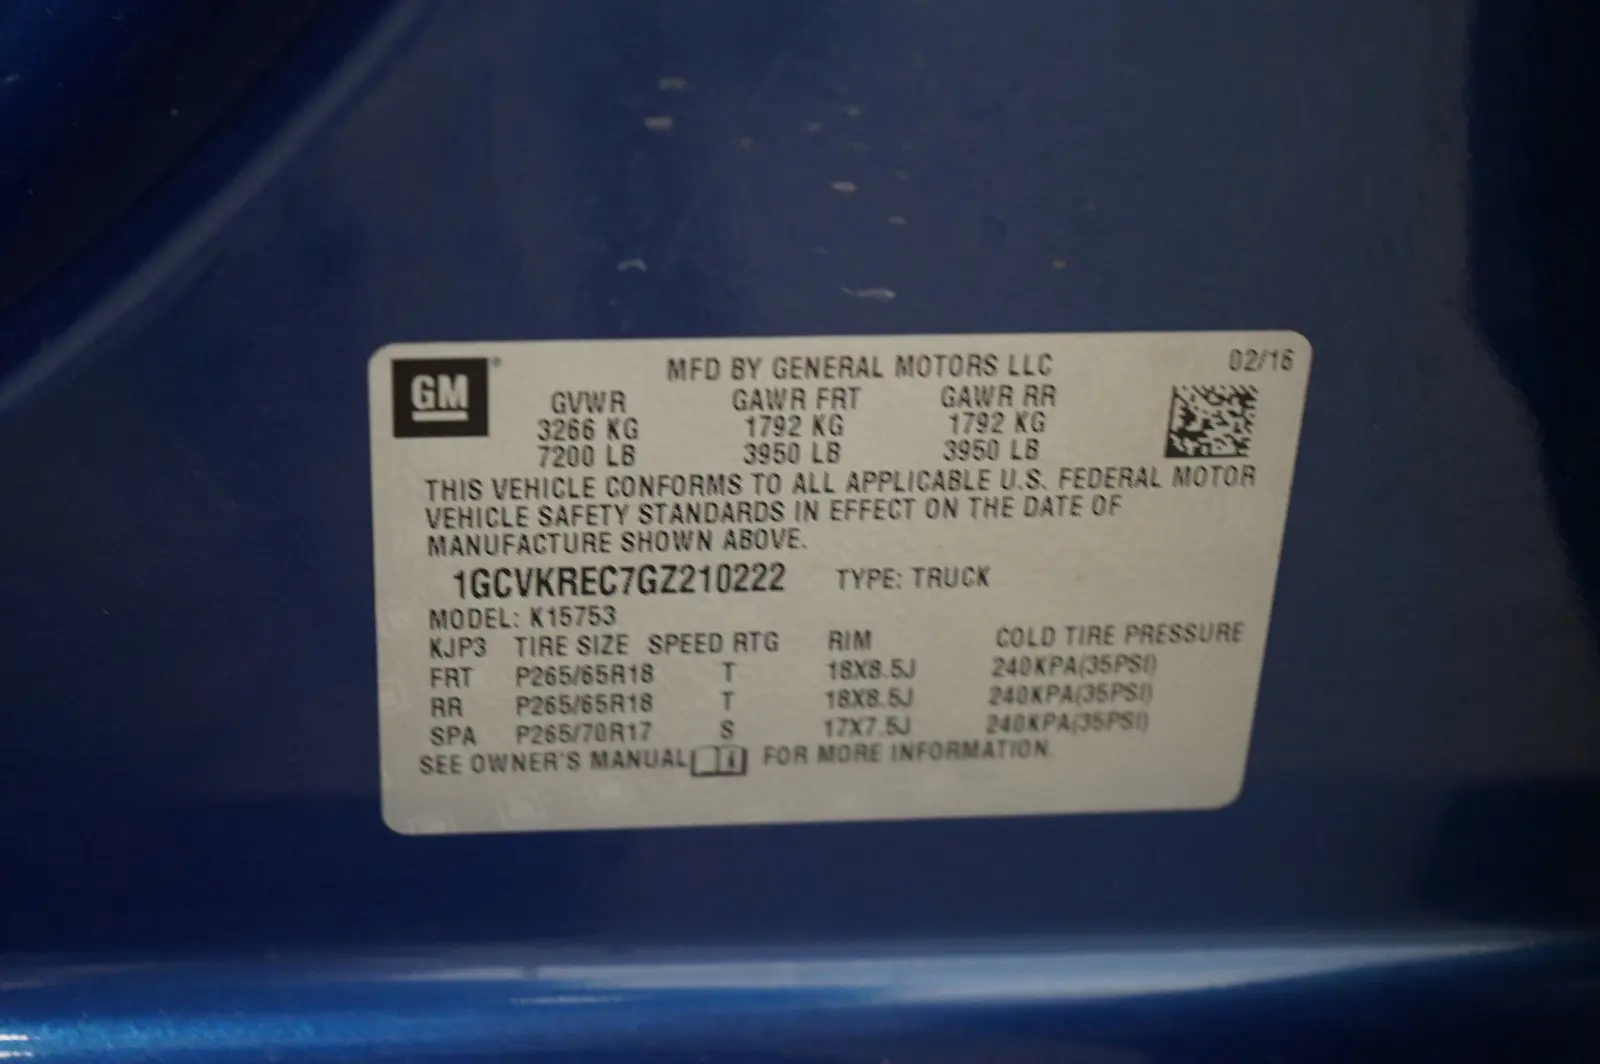 GM® MFD BY GENERAL MOTORS LLC 02/16
GVWR GAWR FRT GAWR RR
3266 KG 1792 KG 1792 KG
7200 LB 3950 LB 3950 LB
THIS VEHICLE CONFORMS TO ALL APPLICABLE U.S. FEDERAL MOTOR
VEHICLE SAFETY STANDARDS IN EFFECT ON THE DATE OF
MANUFACTURE SHOWN ABOVE.
1GCVKREC7GZ210222 TYPE: TRUCK
MODEL: K15753
KJP3 TIRE SIZE SPEED RTG RIM COLD TIRE PRESSURE
FRT P265/65R18 T 18X8.5J 240KPA(35PSI)
RR P265/65R18 T 18X8.5J 240KPA(35PSI)
SPA P265/70R17 S 17X7.5J 240KPA(35PSI)
SEE OWNER'S MANUAL FOR MORE INFORMATION.